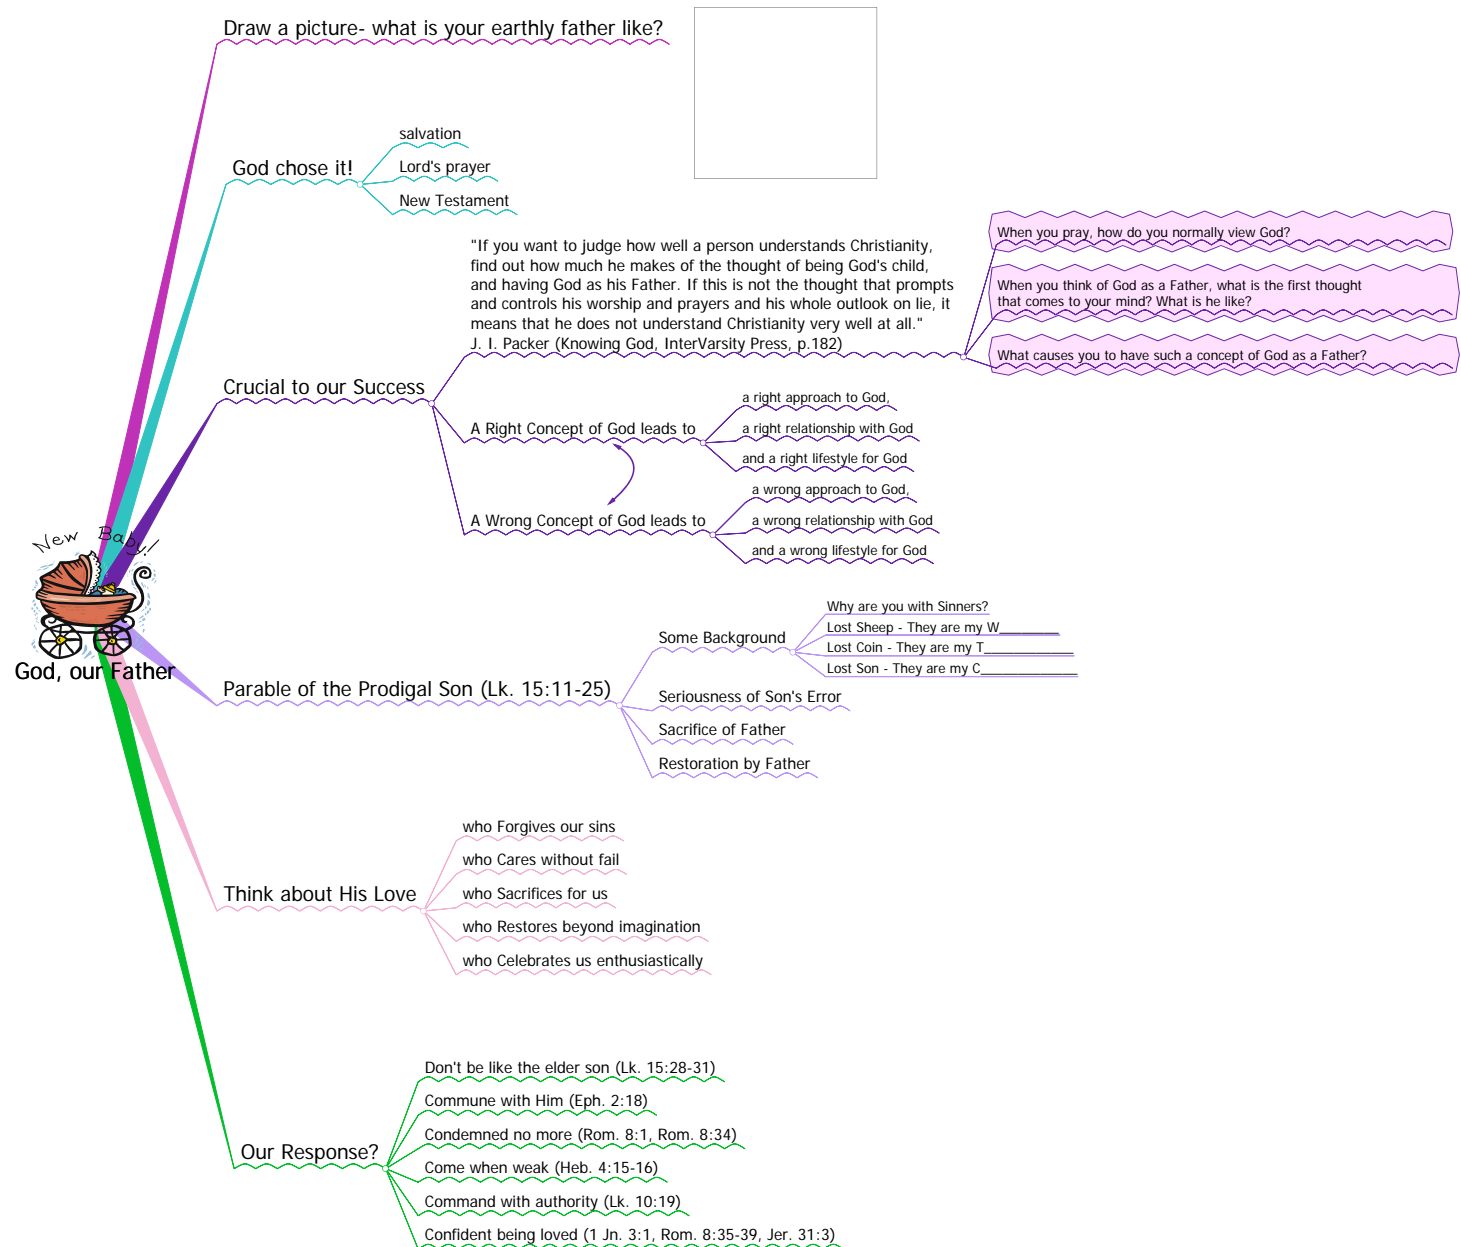 Draw a picture- what is your earthly father like?
God chose it!
salvation
Lord's prayer
New Testament
Crucial to our Success
"If you want to judge how well a person understands Christianity,
find out how much he makes of the thought of being God's child,
and having God as his Father. If this is not the thought that prompts
and controls his worship and prayers and his whole outlook on lie, it
means that he does not understand Christianity very well at all."
J. I. Packer (Knowing God, InterVarsity Press, p.182)
When you pray, how do you normally view God?
When you think of God as a Father, what is the first thought
that comes to your mind? What is he like?
What causes you to have such a concept of God as a Father?
A Right Concept of God leads to
a right approach to God,
a right relationship with God
and a right lifestyle for God
A Wrong Concept of God leads to
a wrong approach to God,
a wrong relationship with God
and a wrong lifestyle for God
New Baby!!
God, our Father
Parable of the Prodigal Son (Lk. 15:11-25)
Some Background
Why are you with Sinners?
Lost Sheep - They are my W________
Lost Coin - They are my T____________
Lost Son - They are my C_____________
Seriousness of Son's Error
Sacrifice of Father
Restoration by Father
Think about His Love
who Forgives our sins
who Cares without fail
who Sacrifices for us
who Restores beyond imagination
who Celebrates us enthusiastically
Our Response?
Don't be like the elder son (Lk. 15:28-31)
Commune with Him (Eph. 2:18)
Condemned no more (Rom. 8:1, Rom. 8:34)
Come when weak (Heb. 4:15-16)
Command with authority (Lk. 10:19)
Confident being loved (1 Jn. 3:1, Rom. 8:35-39, Jer. 31:3)